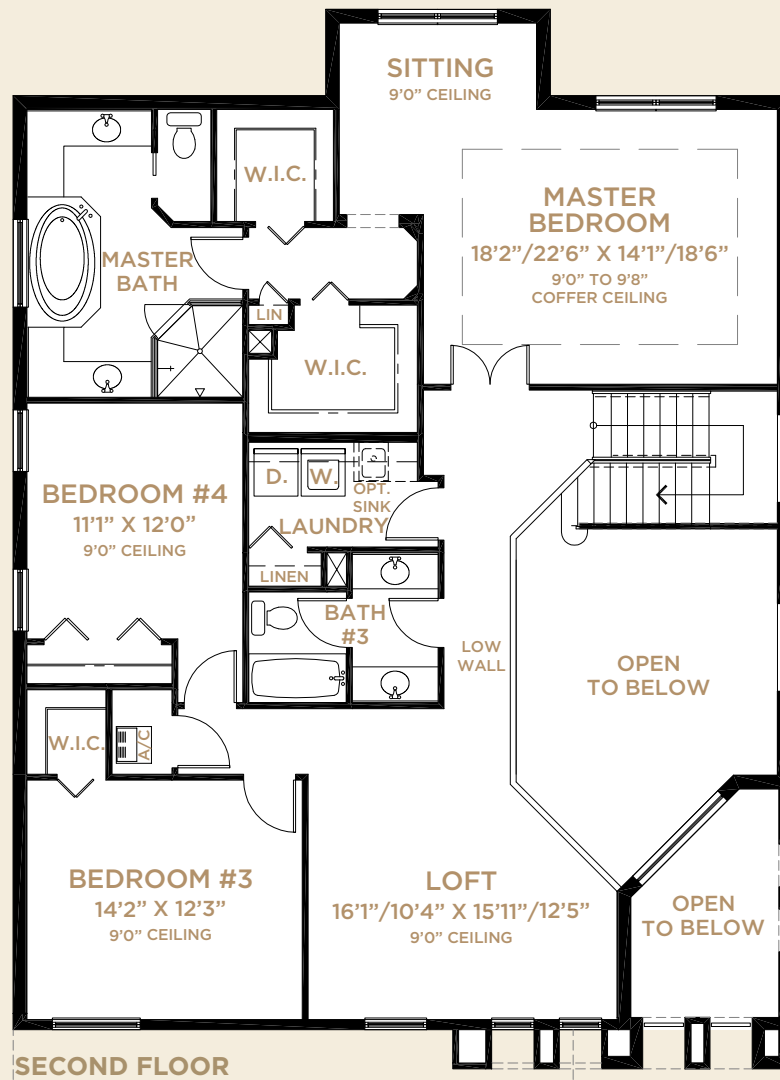 SITTING
9'0" CEILING
W.I.C.
MASTER
BEDROOM
18'2"/22'6" X 14'1"/18'6"
9'0" TO 9'8"
COFFER CEILING
MASTER
BATH
LIN
W.I.C.
D.
W.
OPT.
SINK
LAUNDRY
BEDROOM #4
11'1" X 12'0"
9'0" CEILING
LINEN
BATH
#3
LOW
WALL
OPEN
TO BELOW
W.I.C.
A/C
BEDROOM #3
14'2" X 12'3"
9'0" CEILING
LOFT
16'1"/10'4" X 15'11"/12'5"
9'0" CEILING
OPEN
TO BELOW
SECOND FLOOR